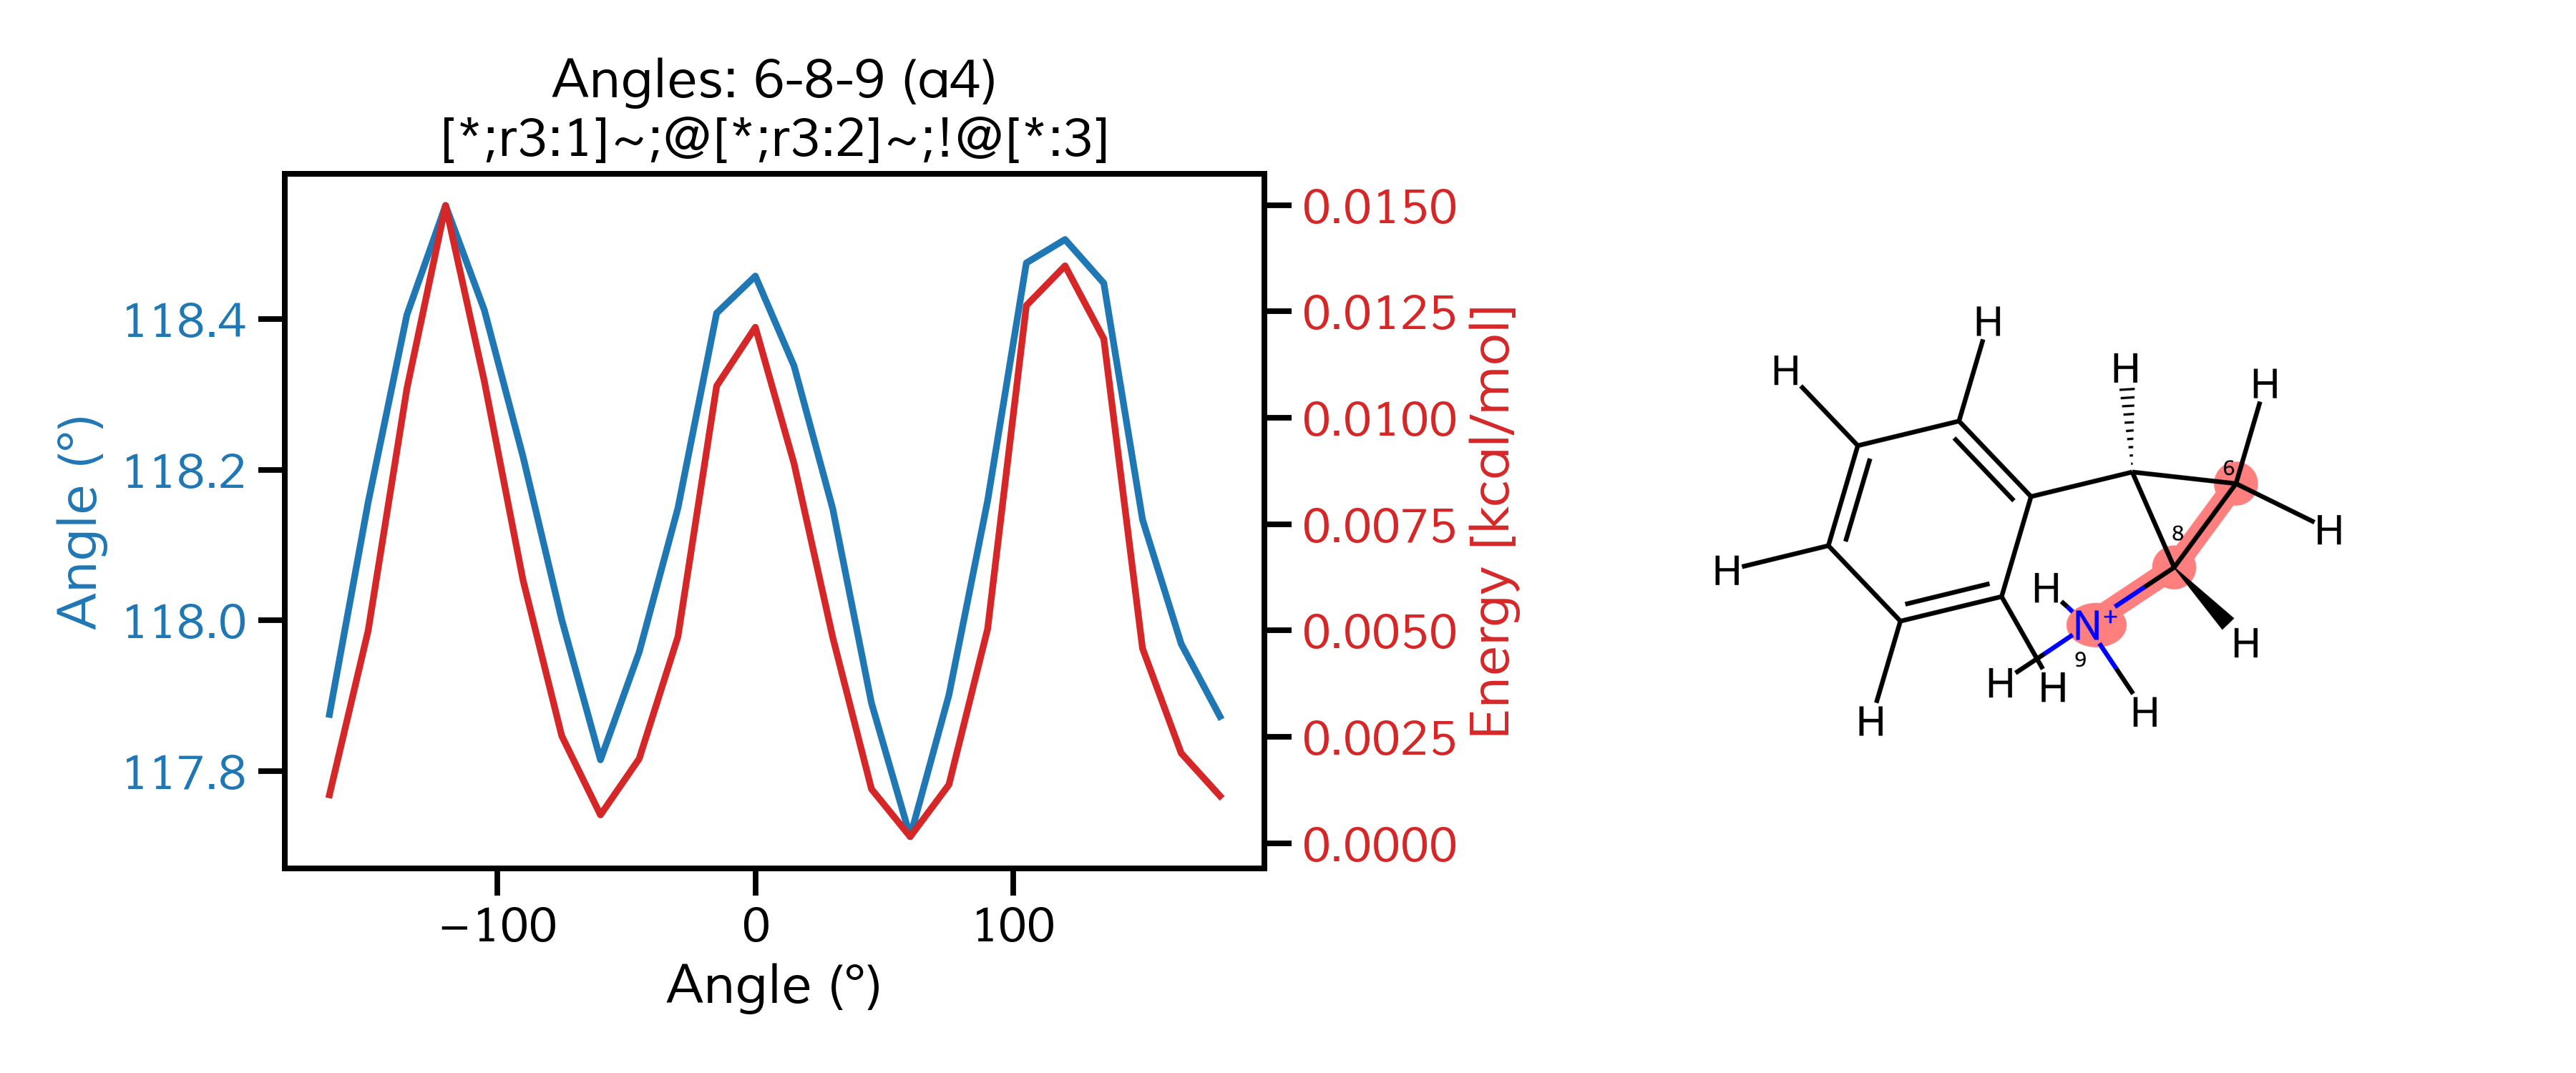 Angles: 6-8-9 (a4)
[*;r3:1]~;@[*;r3:2]~;!@[*:3]
Angle (°)
118.4
118.2
118.0
117.8
−100
0
100
Angle (°)
0.0150
0.0125
0.0100
0.0075
0.0050
0.0025
0.0000
Energy [kcal/mol]
H
H
H
H
6
H
8
H
H
N+
H
9
H
H
H
H